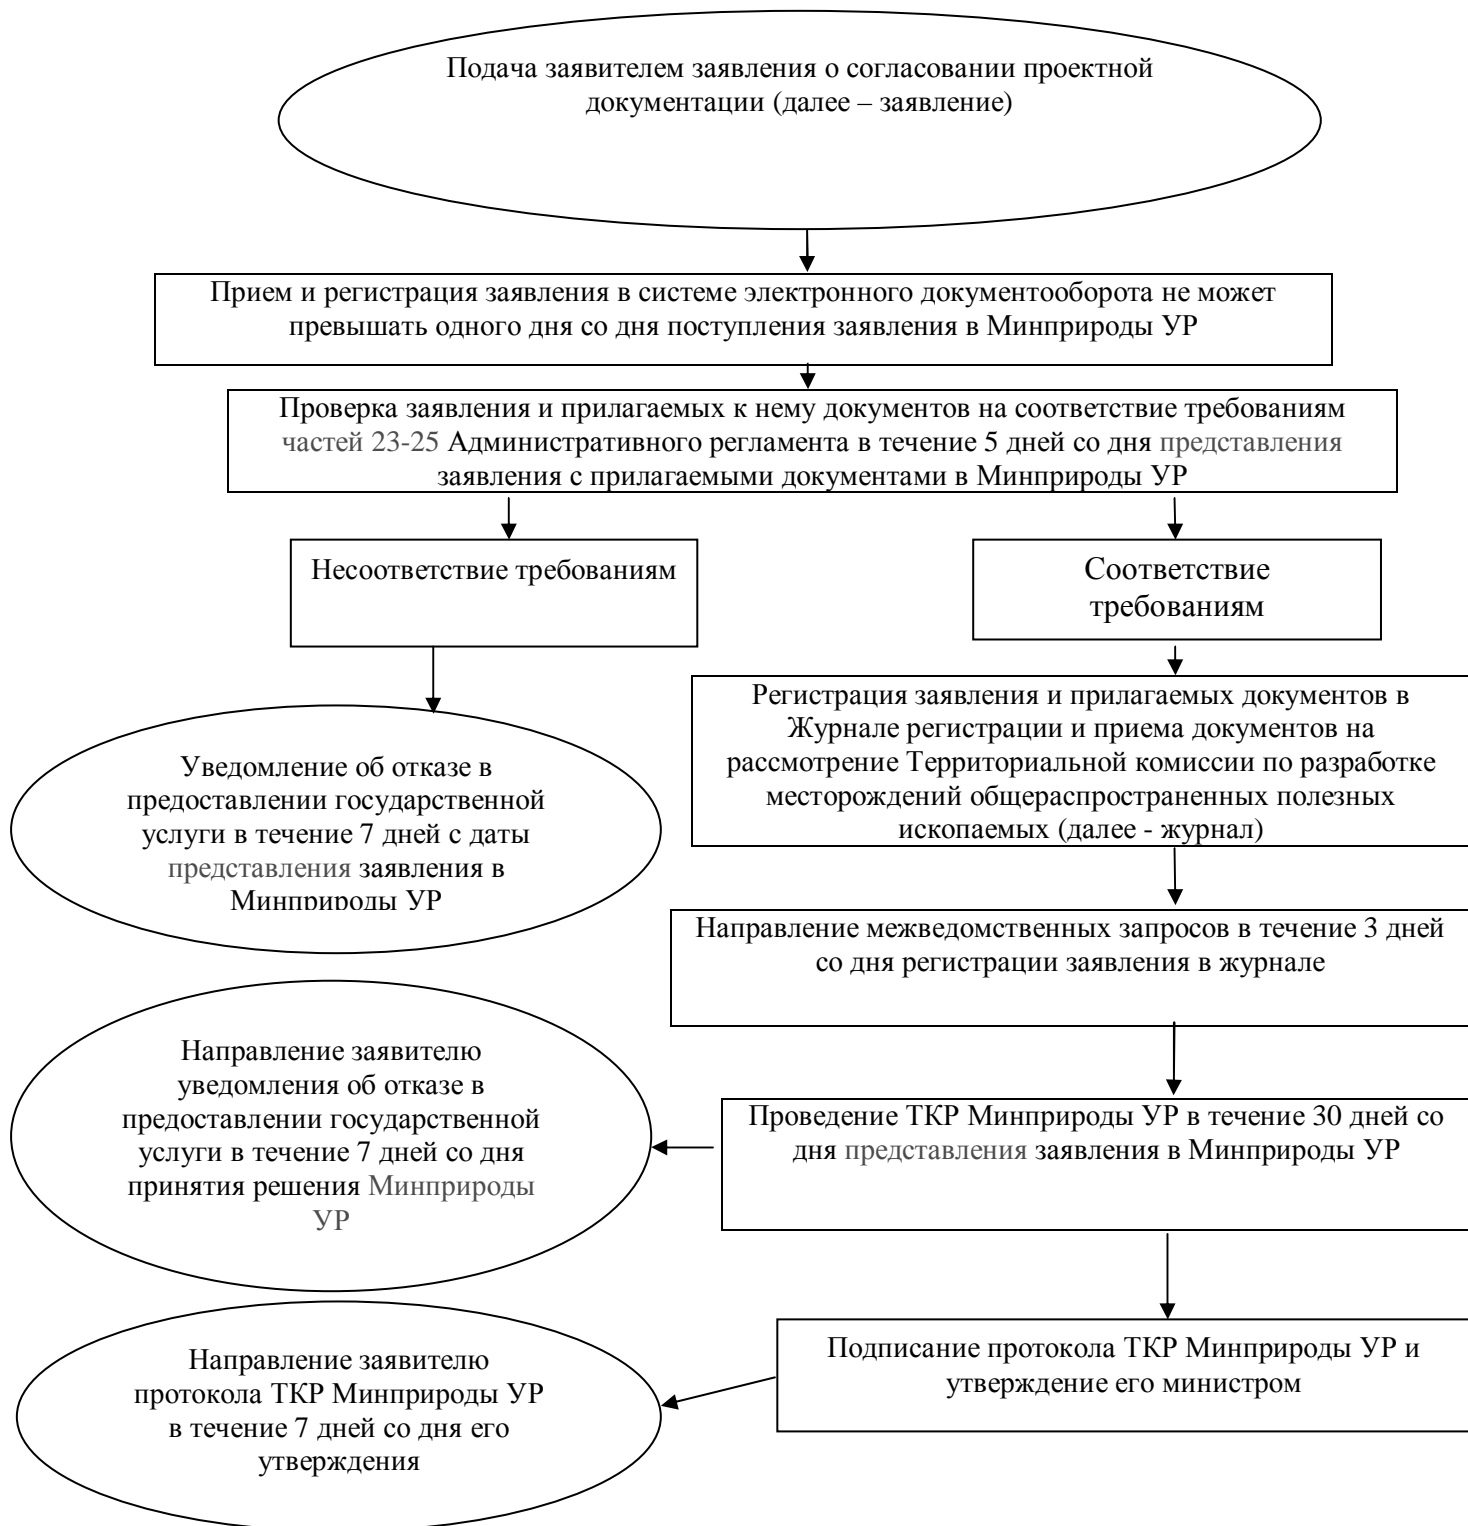 Подача заявителем заявления о согласовании проектной
документации (далее – заявление)
Прием и регистрация заявления в системе электронного документооборота не может
превышать одного дня со дня поступления заявления в Минприроды УР
Проверка заявления и прилагаемых к нему документов на соответствие требованиям
частей 23-25 Административного регламента в течение 5 дней со дня представления
заявления с прилагаемыми документами в Минприроды УР
Несоответствие требованиям
Соответствие
требованиям
Уведомление об отказе в
предоставлении государственной
услуги в течение 7 дней с даты
представления заявления в
Минприроды УР
Регистрация заявления и прилагаемых документов в
Журнале регистрации и приема документов на
рассмотрение Территориальной комиссии по разработке
месторождений общераспространенных полезных
ископаемых (далее - журнал)
Направление межведомственных запросов в течение 3 дней
со дня регистрации заявления в журнале
Направление заявителю
уведомления об отказе в
предоставлении государственной
услуги в течение 7 дней со дня
принятия решения Минприроды
УР
Проведение ТКР Минприроды УР в течение 30 дней со
дня представления заявления в Минприроды УР
Подписание протокола ТКР Минприроды УР и
утверждение его министром
Направление заявителю
протокола ТКР Минприроды УР
в течение 7 дней со дня его
утверждения